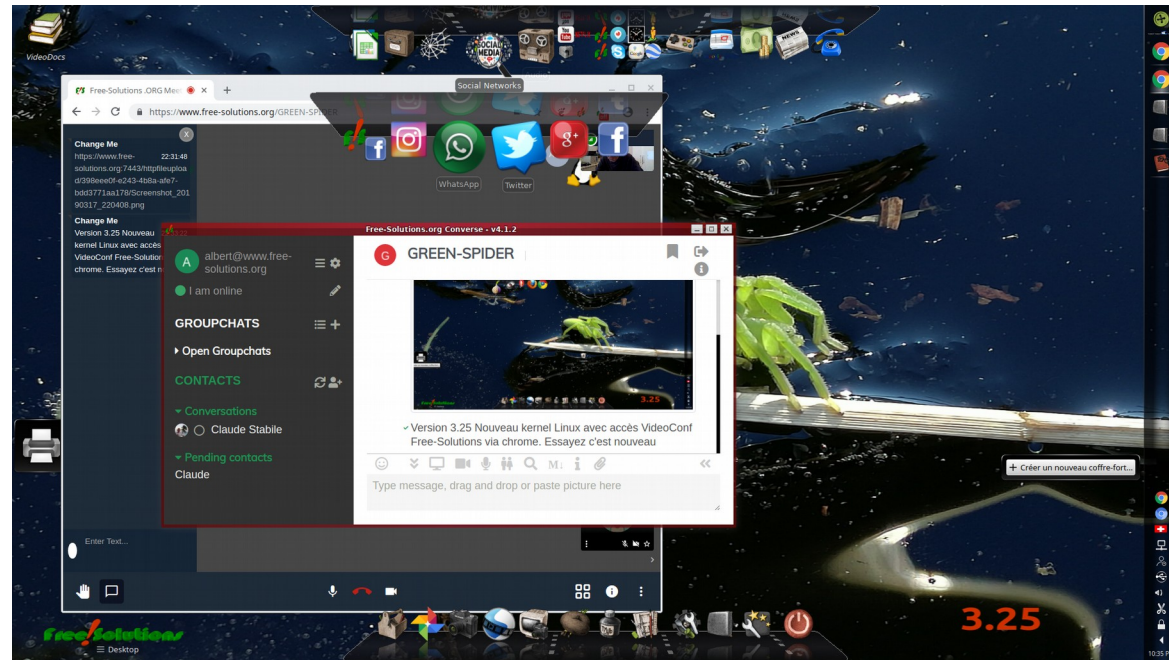 VideoDocs
SOCIAL
MEDIA
You
Tube
NEWS
Social Networks
Free-Solutions .ORG Mee
https://www.free-solutions.org/GREEN-SPIDER
WhatsApp
Twitter
X
Change Me
https://www.free- 22:31:48
solutions.org:7443/httpfileuploa
d/398eee0f-e243-4b8a-afe7-
bdd3771aa178/Screenshot_201
90317_220408.png
Change Me
Version 3.25 Nouveau
kernel Linux avec accès
VideoConf Free-Solution
chrome. Essayez c'est n
Enter Text...
Free-Solutions.org Converse - v4.1.2
A
albert@www.free-
solutions.org
I am online
GROUPCHATS
Open Groupchats
CONTACTS
Conversations
Claude Stabile
Pending contacts
Claude
G
GREEN-SPIDER
3.25
Version 3.25 Nouveau kernel Linux avec accès VideoConf
Free-Solutions via chrome. Essayez c'est nouveau
M↓
Type message, drag and drop or paste picture here
+ Créer un nouveau coffre-fort...
3.25
Free Solutions
Desktop
10:35 P